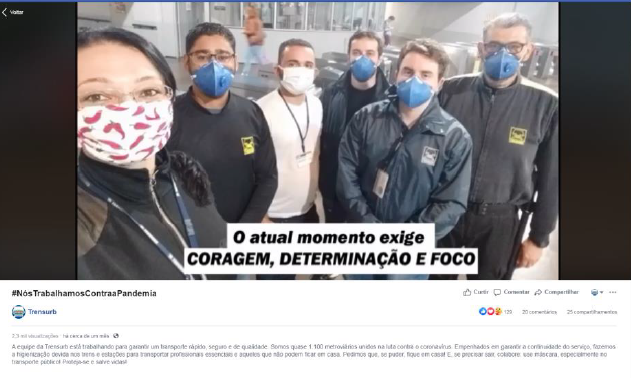 Voltar
O atual momento exige
CORAGEM, DETERMINAÇÃO E FOCO
#NósTrabalhamosContraaPandemia
Curtir Comentar Compartilhar
Trensurb
129 20 comentários 25 compartilhamentos
2,3 mil visualizações · há cerca de um mês
A equipe da Trensurb está trabalhando para garantir um transporte rápido, seguro e de qualidade. Somos quase 1.100 metroviários unidos na luta contra o coronavírus. Empenhados em garantir a continuidade do serviço, fazemos
a higienização devida nos trens e estações para transportar profissionais essenciais e aqueles que não podem ficar em casa. Pedimos que, se puder, fique em casa! E, se precisar sair, colabore, use máscara, especialmente no
transporte público! Proteja-se e salve vidas!